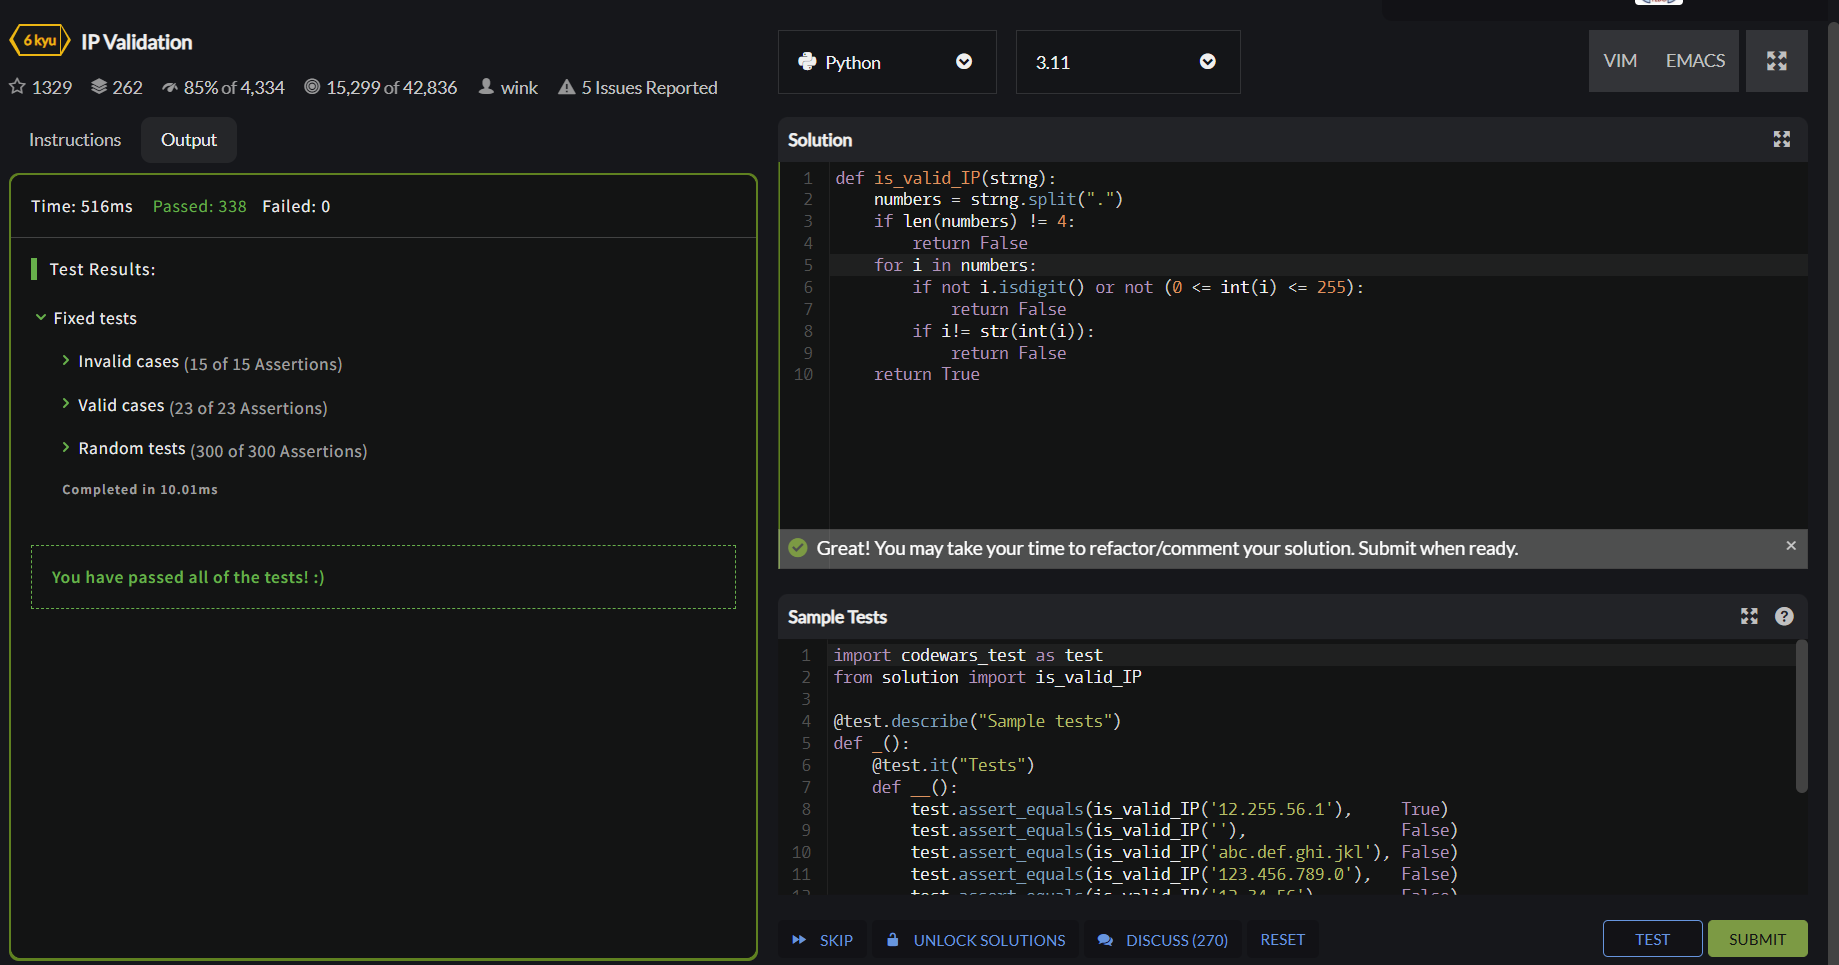 6 kyu IP Validation
1329 262 85% of 4,334 15,299 of 42,836 wink 5 Issues Reported
Instructions Output
Time: 516ms Passed: 338 Failed: 0
Test Results:
Fixed tests
Invalid cases (15 of 15 Assertions)
Valid cases (23 of 23 Assertions)
Random tests (300 of 300 Assertions)
Completed in 10.01ms
You have passed all of the tests! :)
Python 3.11 VIM EMACS
Solution
1 def is_valid_IP(strng):
2     numbers = strng.split(".")
3     if len(numbers) != 4:
4         return False
5     for i in numbers:
6         if not i.isdigit() or not (0 <= int(i) <= 255):
7             return False
8         if i!= str(int(i)):
9             return False
10     return True
Great! You may take your time to refactor/comment your solution. Submit when ready. ×
Sample Tests ?
1 import codewars_test as test
2 from solution import is_valid_IP
3
4 @test.describe("Sample tests")
5 def _():
6     @test.it("Tests")
7     def __():
8         test.assert_equals(is_valid_IP('12.255.56.1'),     True)
9         test.assert_equals(is_valid_IP(''),                False)
10         test.assert_equals(is_valid_IP('abc.def.ghi.jkl'), False)
11         test.assert_equals(is_valid_IP('123.456.789.0'),   False)
12         test.assert_equals(is_valid_IP('12.34.56'),        False)
SKIP UNLOCK SOLUTIONS DISCUSS (270) RESET TEST SUBMIT